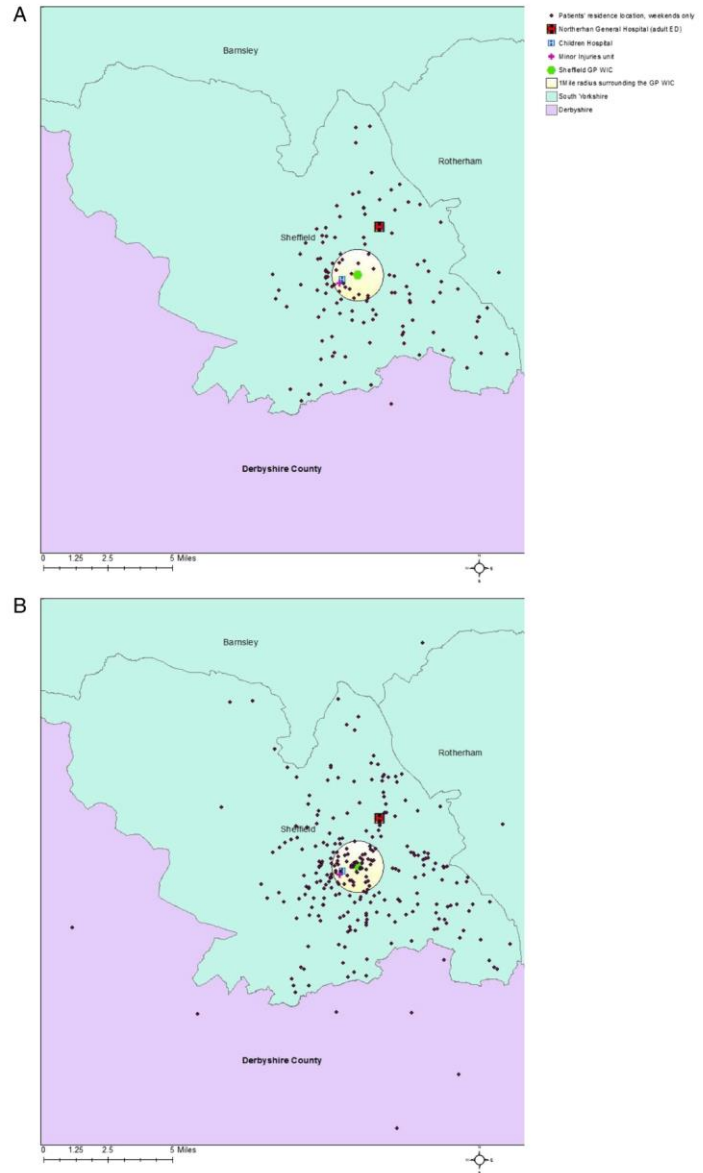 A
Patients' residence location, weekends only
Northerhan General Hospital (adult ED)
H Children Hospital
Minor Injuries unit
Sheffield GP WIC
1Mile radius surrounding the GP WIC
South Yorkshire
Derbyshire
Barnsley
Rotherham
Sheffield
Derbyshire County
0 1.25 2.5 5 Miles
B
Barnsley
Rotherham
Sheffield
Derbyshire County
0 1.25 2.5 5 Miles